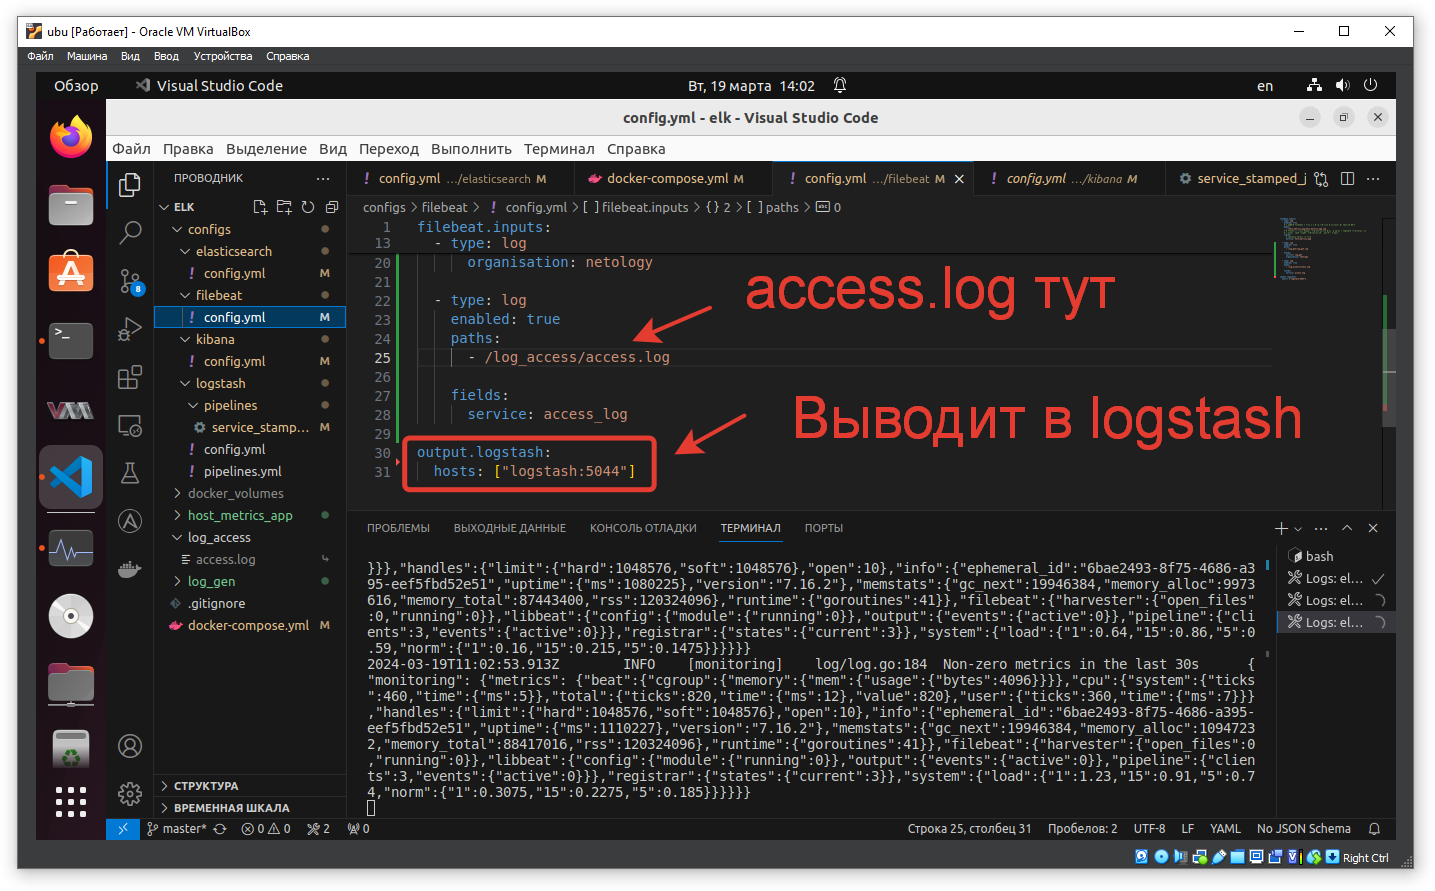 ubu [Работает] - Oracle VM VirtualBox
Файл Машина Вид Ввод Устройства Справка
Обзор Visual Studio Code Вт, 19 марта 14:02 en
config.yml - elk - Visual Studio Code
Файл Правка Выделение Вид Переход Выполнить Терминал Справка
ПРОВОДНИК
config.yml .../elasticsearch M docker-compose.yml M config.yml .../filebeat M config.yml .../kibana M service_stamped_j
ELK
configs
elasticsearch
config.yml M
filebeat
config.yml M
kibana
config.yml M
logstash
pipelines
service_stamp... M
config.yml
pipelines.yml
docker_volumes
host_metrics_app
log_access
access.log
log_gen
.gitignore
docker-compose.yml M
СТРУКТУРА
ВРЕМЕННАЯ ШКАЛА
8
configs > filebeat > ! config.yml > [ ] filebeat.inputs > {} 2 > [ ] paths > abc 0
1 filebeat.inputs:
13 - type: log
20 organisation: netology
21
22 - type: log
23 enabled: true
24 paths:
25 - /log_access/access.log
26
27 fields:
28 service: access_log
29
30 output.logstash:
31 hosts: ["logstash:5044"]
access.log тут
Выводит в logstash
ПРОБЛЕМЫ ВЫХОДНЫЕ ДАННЫЕ КОНСОЛЬ ОТЛАДКИ ТЕРМИНАЛ ПОРТЫ
}}},"handles":{"limit":{"hard":1048576,"soft":1048576},"open":10},"info":{"ephemeral_id":"6bae2493-8f75-4686-a3
95-eef5fbd52e51","uptime":{"ms":1080225},"version":"7.16.2"},"memstats":{"gc_next":19946384,"memory_alloc":9973
616,"memory_total":87443400,"rss":120324096},"runtime":{"goroutines":41}},"filebeat":{"harvester":{"open_files"
:0,"running":0}},"libbeat":{"config":{"module":{"running":0}},"output":{"events":{"active":0}},"pipeline":{"cli
ents":3,"events":{"active":0}}},"registrar":{"states":{"current":3}},"system":{"load":{"1":0.64,"15":0.86,"5":0
.59,"norm":{"1":0.16,"15":0.215,"5":0.1475}}}}}}
2024-03-19T11:02:53.913Z INFO [monitoring] log/log.go:184 Non-zero metrics in the last 30s {
"monitoring": {"metrics": {"beat":{"cgroup":{"memory":{"mem":{"usage":{"bytes":4096}}}},"cpu":{"system":{"ticks
":460,"time":{"ms":5}},"total":{"ticks":820,"time":{"ms":12},"value":820},"user":{"ticks":360,"time":{"ms":7}}}
,"handles":{"limit":{"hard":1048576,"soft":1048576},"open":10},"info":{"ephemeral_id":"6bae2493-8f75-4686-a395-
eef5fbd52e51","uptime":{"ms":1110227},"version":"7.16.2"},"memstats":{"gc_next":19946384,"memory_alloc":1094723
2,"memory_total":88417016,"rss":120324096},"runtime":{"goroutines":41}},"filebeat":{"harvester":{"open_files":0
,"running":0}},"libbeat":{"config":{"module":{"running":0}},"output":{"events":{"active":0}},"pipeline":{"clien
ts":3,"events":{"active":0}}},"registrar":{"states":{"current":3}},"system":{"load":{"1":1.23,"15":0.91,"5":0.7
4,"norm":{"1":0.3075,"15":0.2275,"5":0.185}}}}}}
bash
Logs: el...
Logs: el...
Logs: el...
master* 0 0 2 0 Строка 25, столбец 31 Пробелов: 2 UTF-8 LF YAML No JSON Schema
Right Ctrl